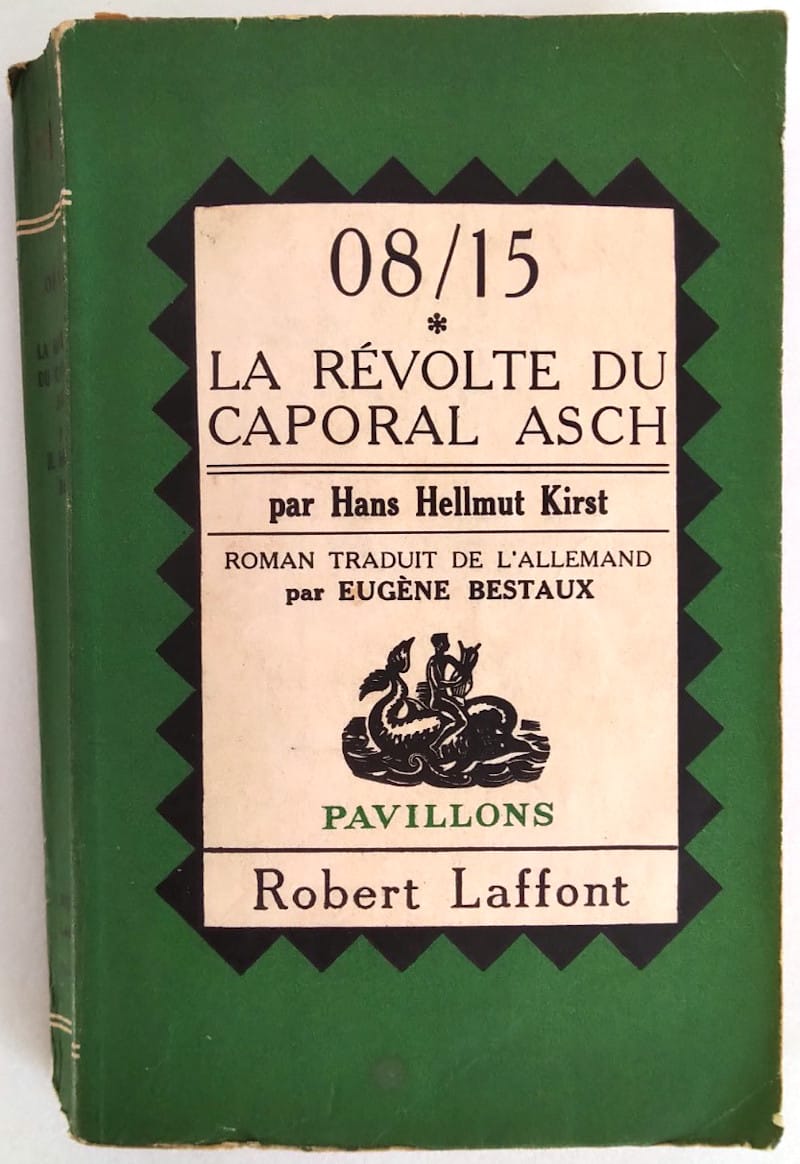 08/15
*
LA RÉVOLTE DU
CAPORAL ASCH
par Hans Hellmut Kirst
ROMAN TRADUIT DE L'ALLEMAND
par EUGÈNE BESTAUX
PAVILLONS
Robert Laffont